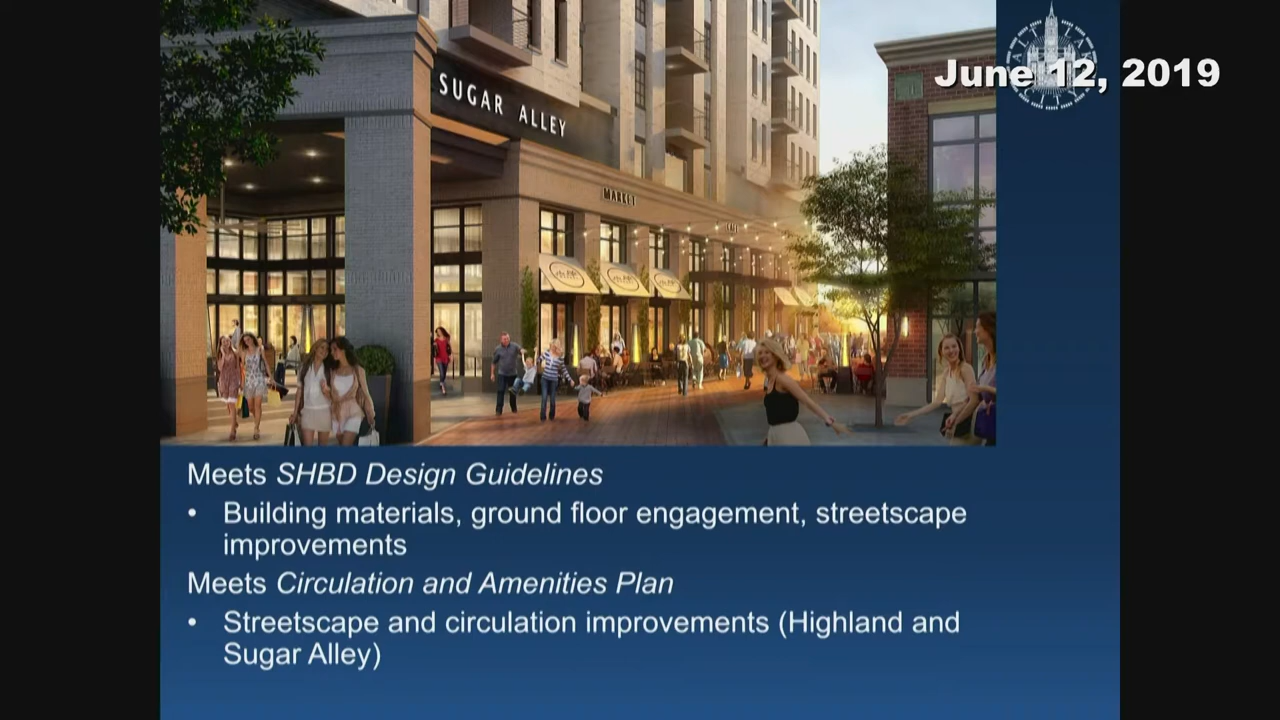 June 12, 2019
SUGAR ALLEY
MARKET
Meets SHBD Design Guidelines
• Building materials, ground floor engagement, streetscape
improvements
Meets Circulation and Amenities Plan
• Streetscape and circulation improvements (Highland and
Sugar Alley)